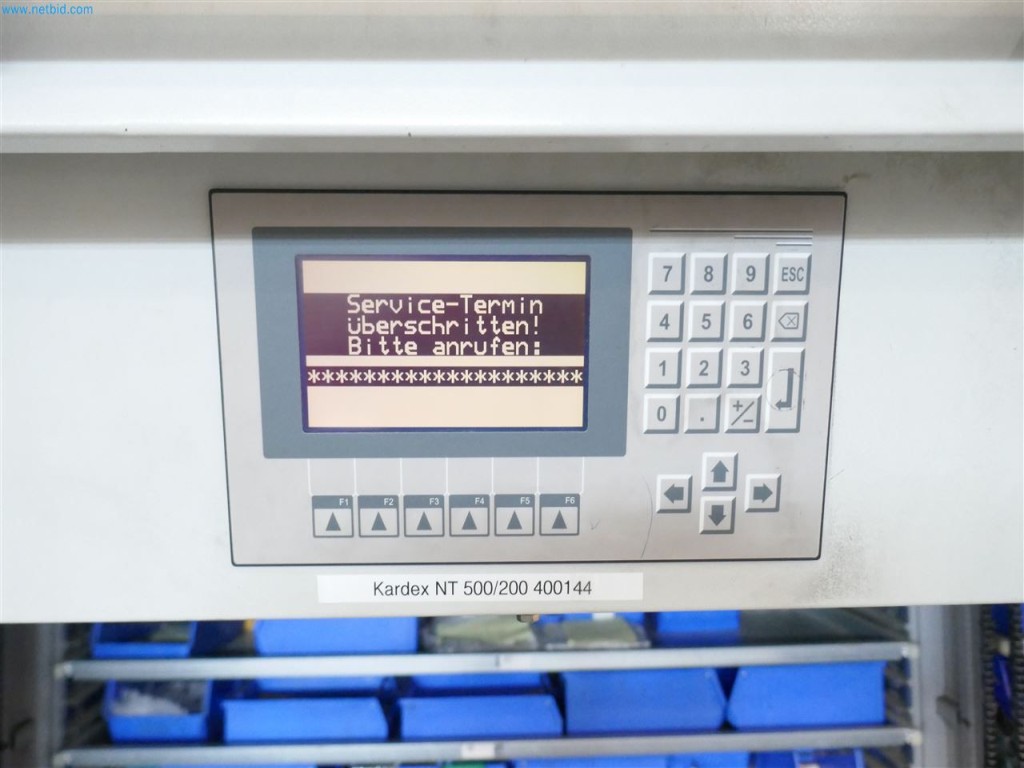 www.netbid.com
Service-Termin
überschritten!
Bitte anrufen:
********************
7 8 9 ESC
4 5 6
1 2 3
0 . +/-
F1 F2 F3 F4 F5 F6
Kardex NT 500/200 400144